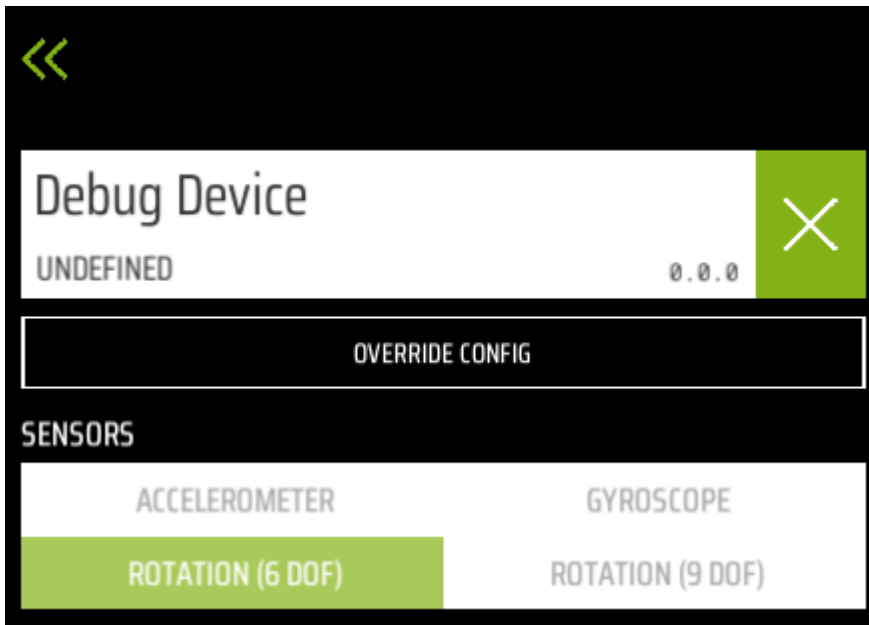 Debug Device
UNDEFINED 0.0.0
OVERRIDE CONFIG
SENSORS
ACCELEROMETER GYROSCOPE
ROTATION (6 DOF) ROTATION (9 DOF)